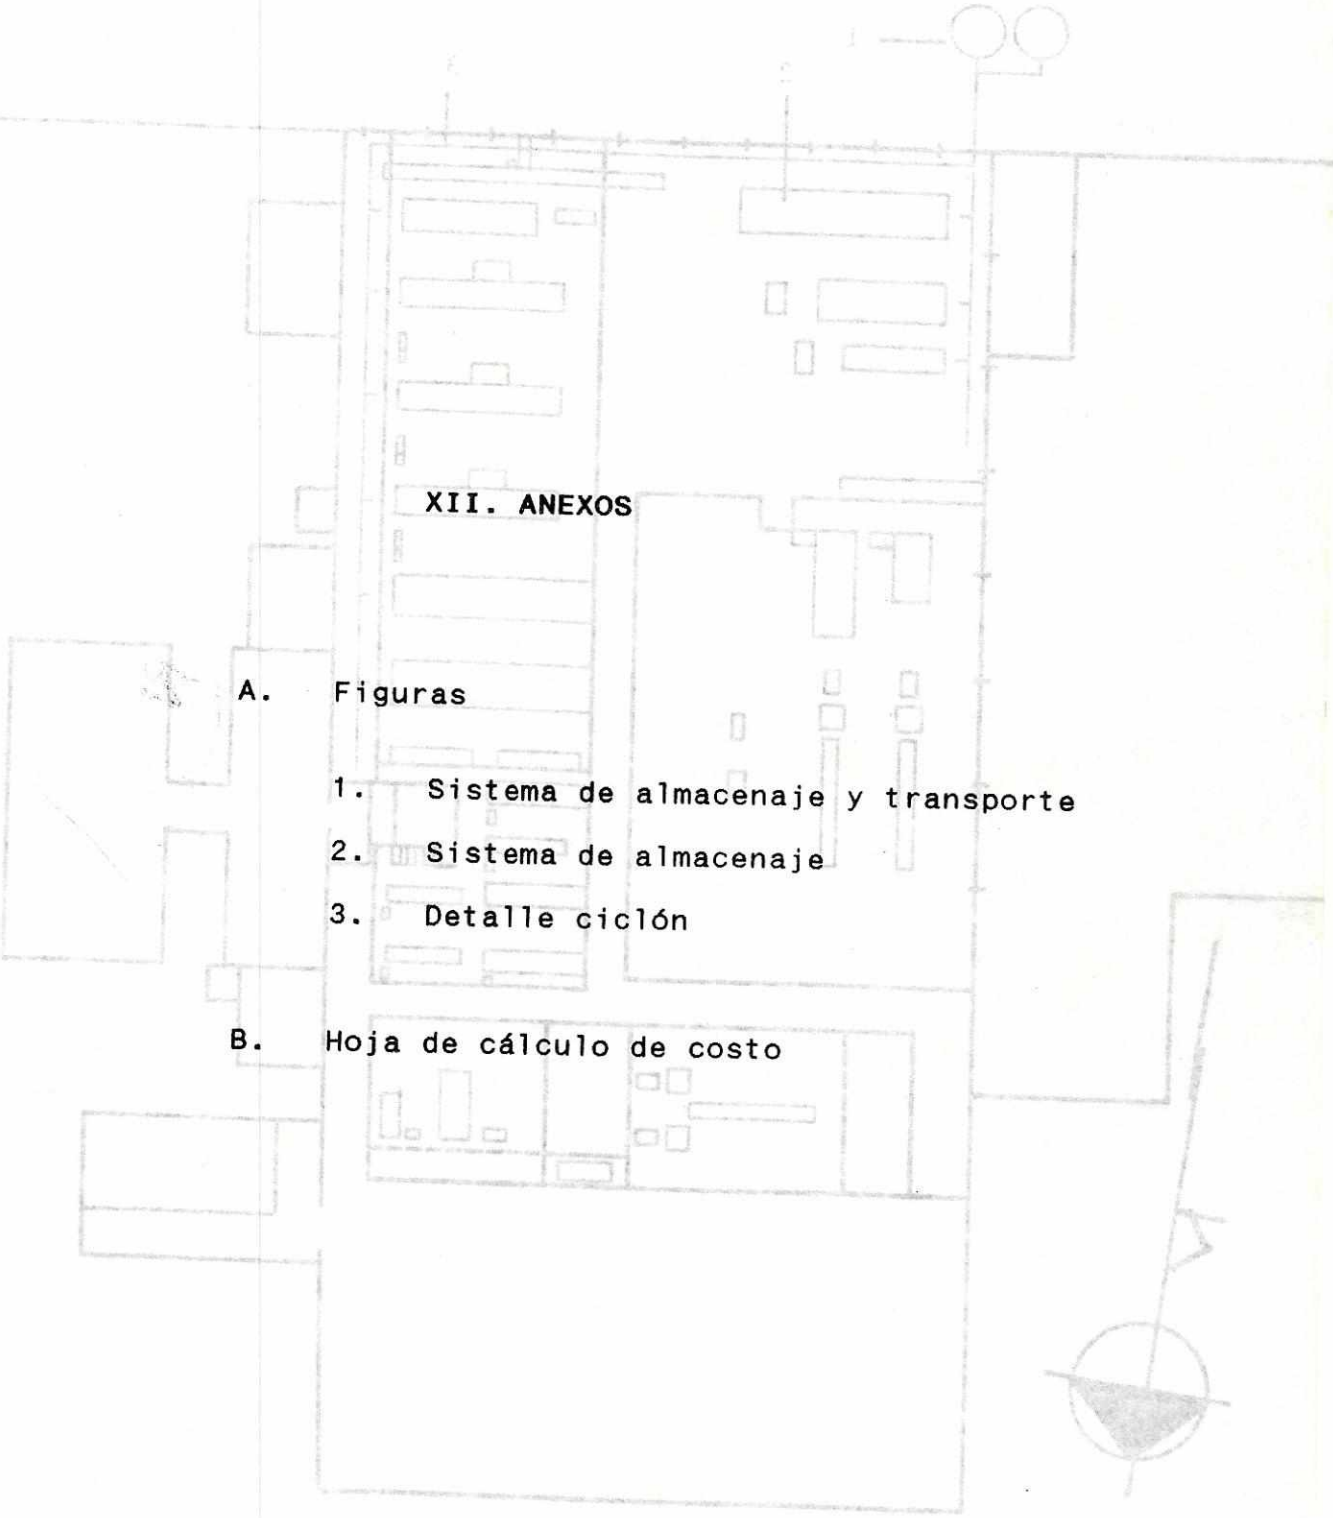 XII. ANEXOS
A. Figuras
1. Sistema de almacenaje y transporte
2. Sistema de almacenaje
3. Detalle ciclón
B. Hoja de cálculo de costo